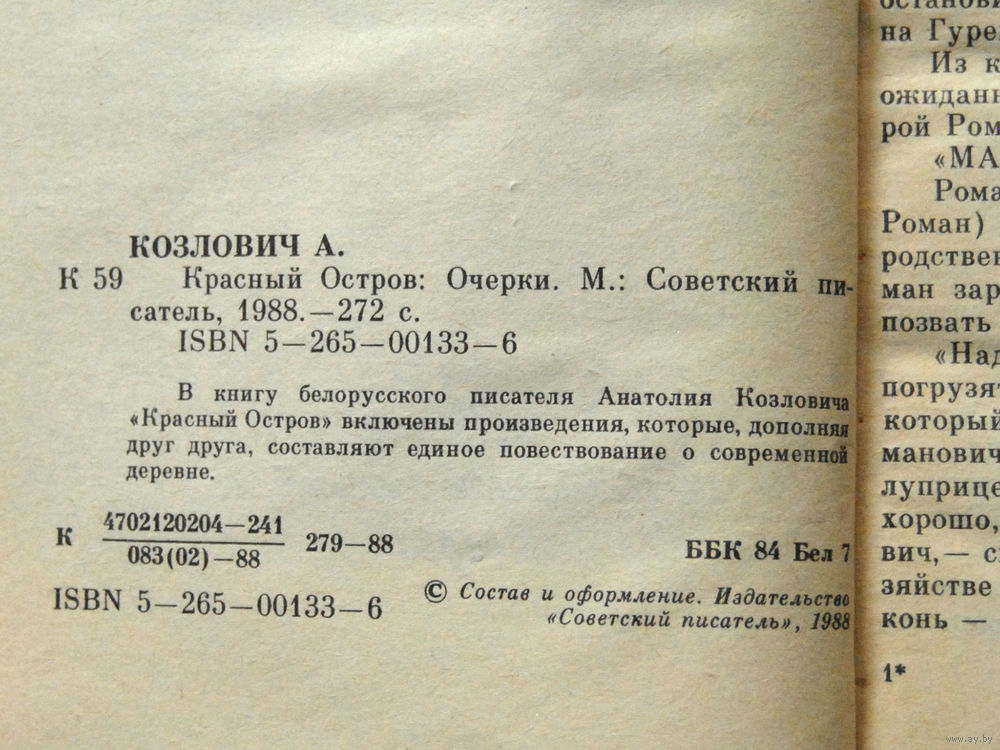 КОЗЛОВИЧ А.
К 59 Красный Остров: Очерки. М.: Советский пи-
сатель, 1988.—272 с.
ISBN 5—265—00133—6
В книгу белорусского писателя Анатолия Козловича
«Красный Остров» включены произведения, которые, дополняя
друг друга, составляют единое повествование о современной
деревне.
К 4702120204—241 279—88
083(02)—88
ББК 84 Бел 7
ISBN 5—265—00133—6
© Состав и оформление. Издательство
«Советский писатель», 1988
на Гуре
Из к
ожидан
рой Ром
«МА
Рома
Роман)
родствен
ман зар
позвать
«Над
погрузят
который
манович
луприце
хорошо,
вич,— с
зяйстве
конь —
1*
www.ay.by